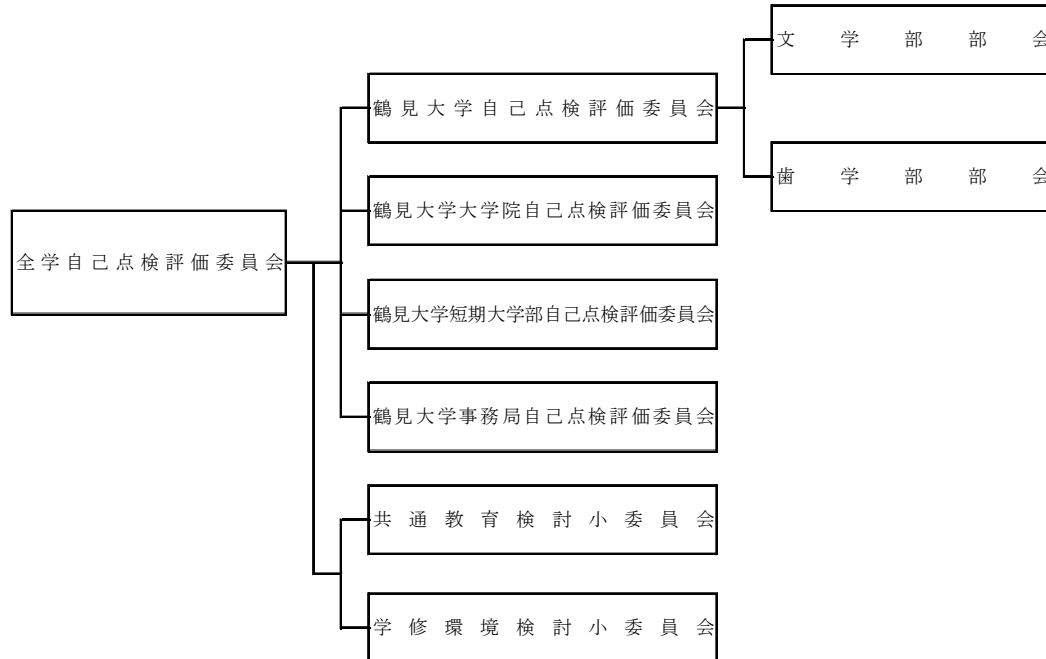 文学部部会
鶴見大学自己点検評価委員会
歯学部部会
鶴見大学大学院自己点検評価委員会
全学自己点検評価委員会
鶴見大学短期大学部自己点検評価委員会
鶴見大学事務局自己点検評価委員会
共通教育検討小委員会
学修環境検討小委員会